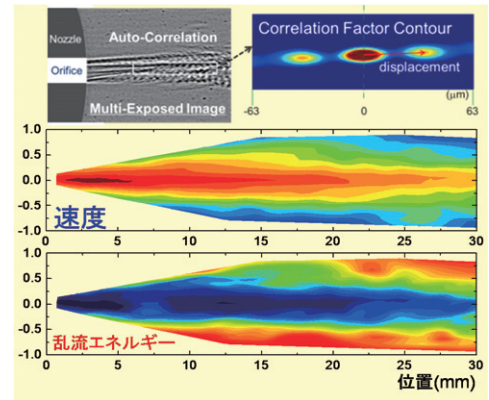 Nozzle
Auto-Correlation
Orifice
Multi-Exposed Image
Correlation Factor Contour
displacement
(μm)
-63
0
63
1.0
0.5
0.0
-0.5
-1.0
速度
0
5
10
15
20
25
30
1.0
0.5
0.0
-0.5
-1.0
乱流エネルギー
0
5
10
15
20
25
30
位置(mm)